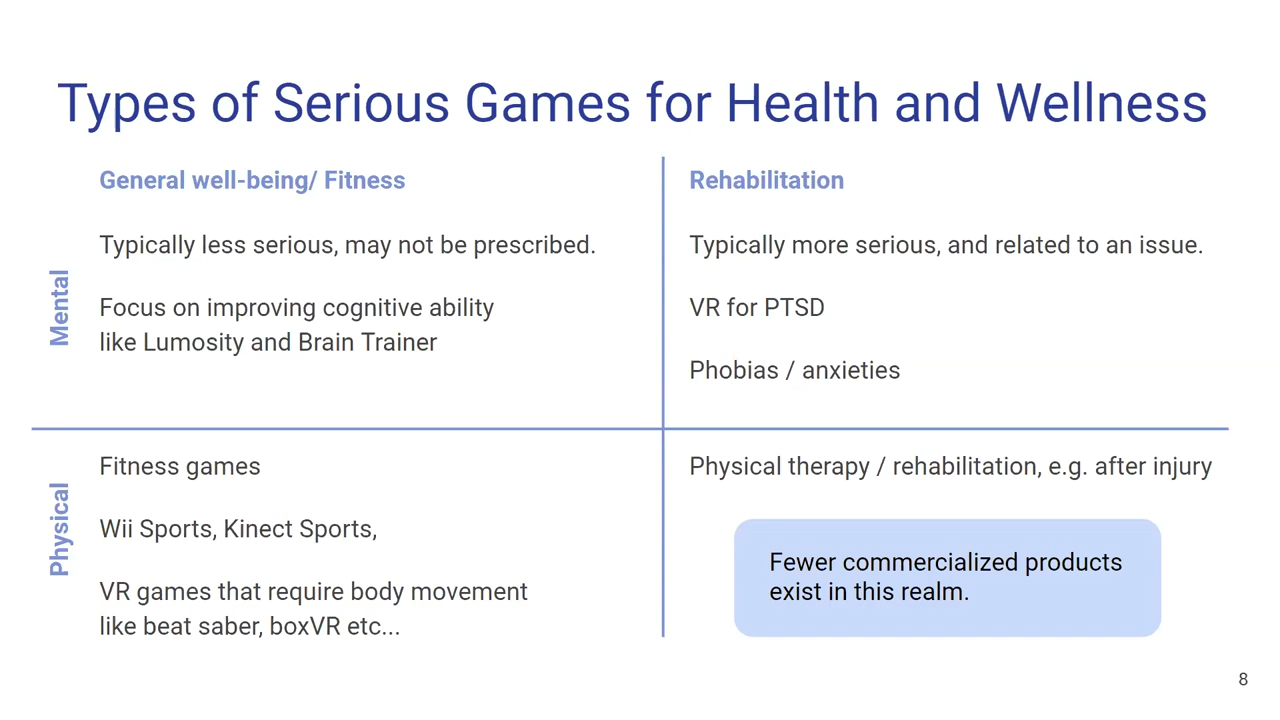 Types of Serious Games for Health and Wellness
General well-being/ Fitness
Rehabilitation
Mental
Typically less serious, may not be prescribed.
Focus on improving cognitive ability
like Lumosity and Brain Trainer
Typically more serious, and related to an issue.
VR for PTSD
Phobias / anxieties
Physical
Fitness games
Wii Sports, Kinect Sports,
VR games that require body movement
like beat saber, boxVR etc...
Physical therapy / rehabilitation, e.g. after injury
Fewer commercialized products
exist in this realm.
8